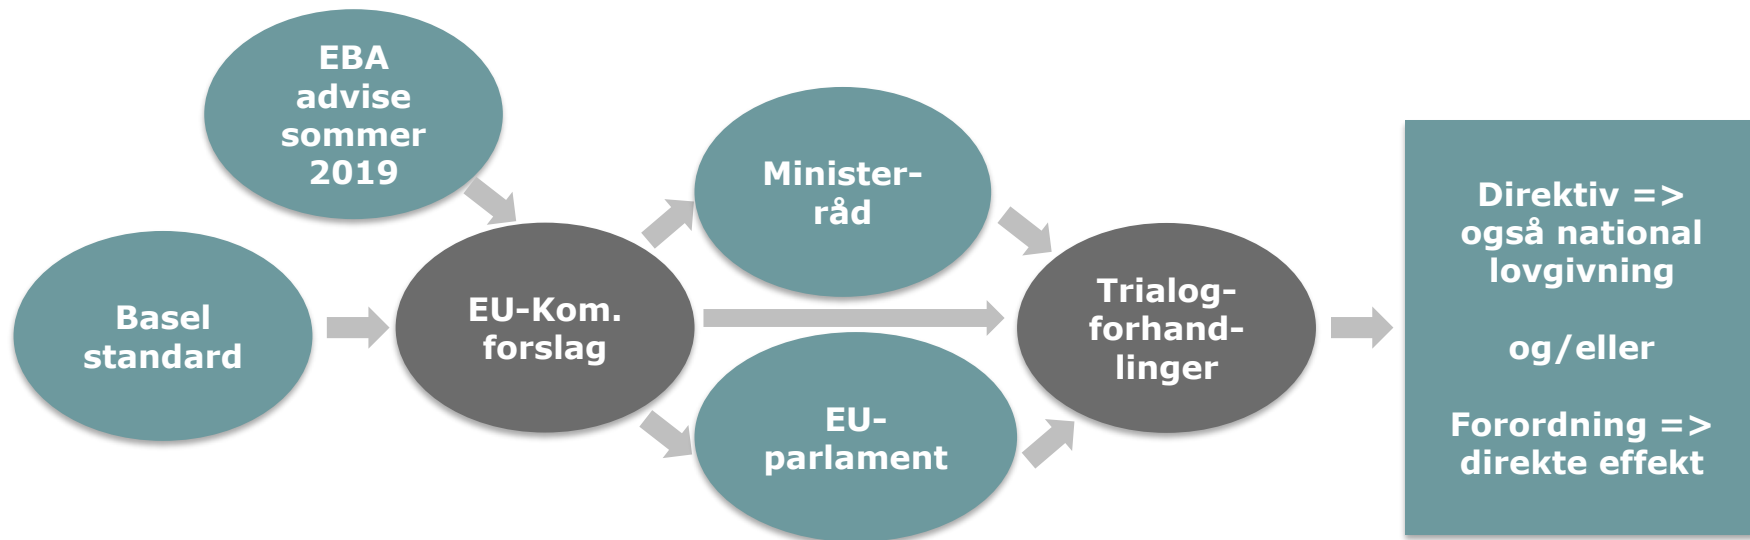 EBA
advise
sommer
2019
Basel
standard
EU-Kom.
forslag
Minister-
råd
EU-
parlament
Trialog-
forhand-
linger
Direktiv =>
også national
lovgivning
og/eller
Forordning =>
direkte effekt